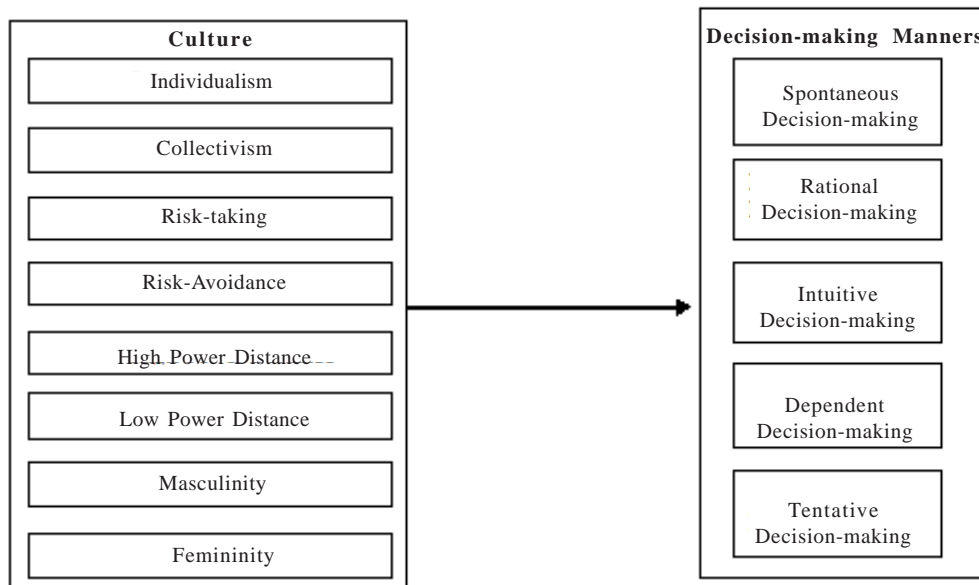 Culture
Individualism
Collectivism
Risk-taking
Risk-Avoidance
High Power Distance
Low Power Distance
Masculinity
Femininity
Decision-making Manners
Spontaneous
Decision-making
Rational
Decision-making
Intuitive
Decision-making
Dependent
Decision-making
Tentative
Decision-making